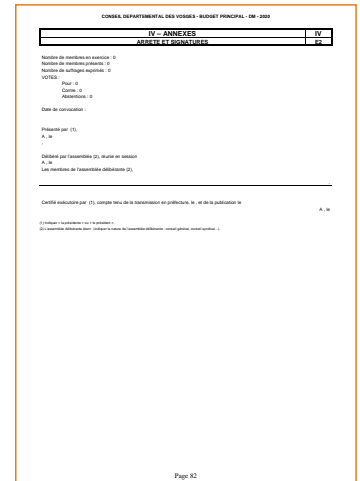 CONSEIL DEPARTEMENTAL DES VOSGES - BUDGET PRINCIPAL - DM - 2020
IV – ANNEXES IV
ARRETE ET SIGNATURES E2
Nombre de membres en exercice : 0
Nombre de membres présents : 0
Nombre de suffrages exprimés : 0
VOTES :
Pour : 0
Contre : 0
Abstentions : 0
Date de convocation :
Présenté par (1),
A , le
,
Délibéré par l'assemblée (2), réunie en session
A , le
Les membres de l'assemblée délibérante (2),
Certifié exécutoire par (1), compte tenu de la transmission en préfecture, le , et de la publication le
A , le
(1) Indiquer « la présidente » ou « le président ».
(2) L'assemblée délibérante étant : (indiquer la nature de l'assemblée délibérante : conseil général, conseil syndical…).
Page 82